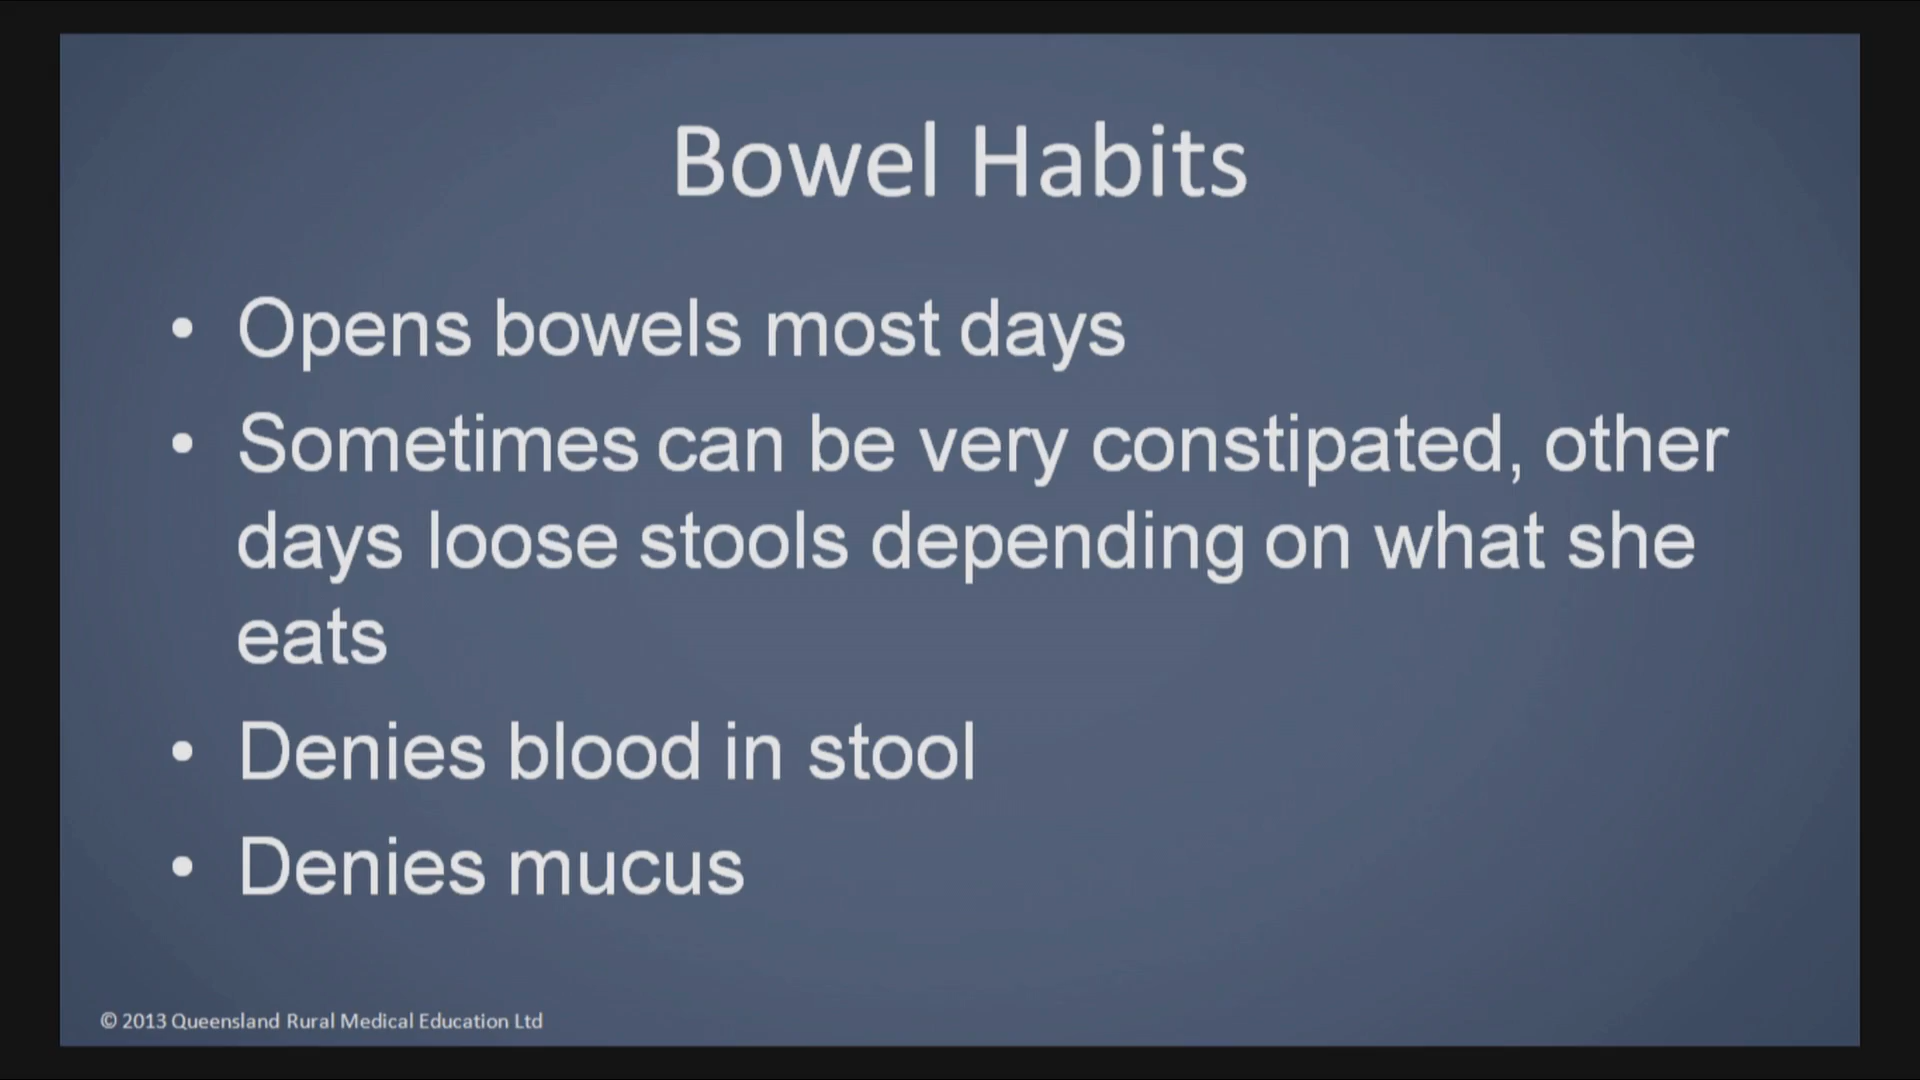 Bowel Habits
• Opens bowels most days
• Sometimes can be very constipated, other
days loose stools depending on what she
eats
• Denies blood in stool
• Denies mucus
© 2013 Queensland Rural Medical Education Ltd